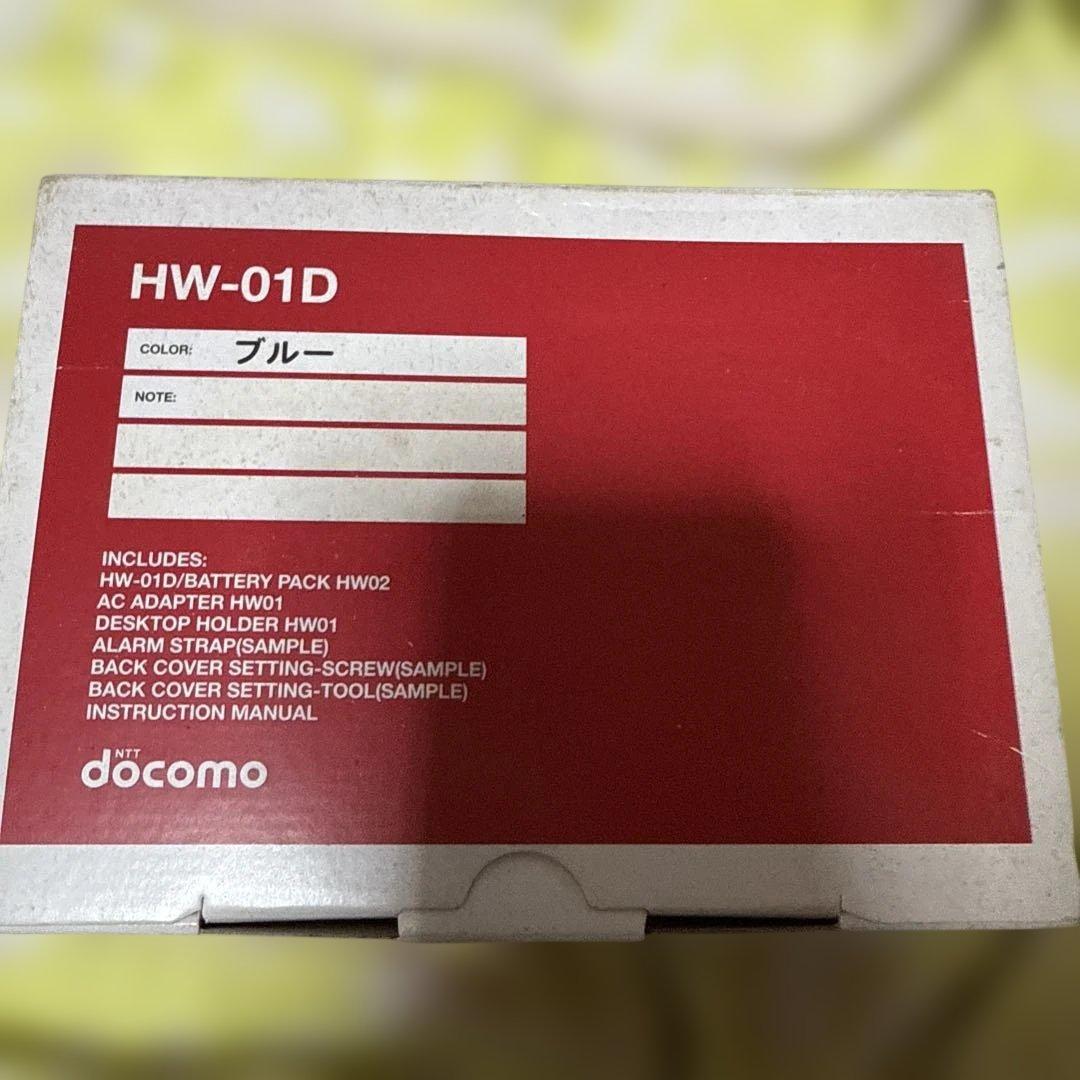 HW-01D
COLOR: ブルー
NOTE:
INCLUDES:
HW-01D/BATTERY PACK HW02
AC ADAPTER HW01
DESKTOP HOLDER HW01
ALARM STRAP(SAMPLE)
BACK COVER SETTING-SCREW(SAMPLE)
BACK COVER SETTING-TOOL(SAMPLE)
INSTRUCTION MANUAL
NTT
docomo